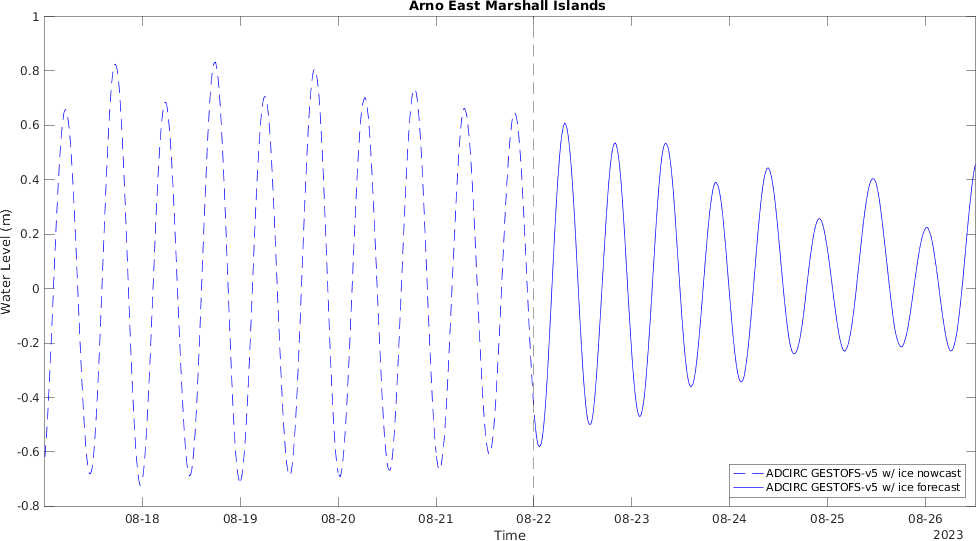 Arno East Marshall Islands
Water Level (m)
1
0.8
0.6
0.4
0.2
0
-0.2
-0.4
-0.6
-0.8
08-18 08-19 08-20 08-21 08-22 08-23 08-24 08-25 08-26
Time
2023
ADCIRC GESTOFS-v5 w/ ice nowcast
ADCIRC GESTOFS-v5 w/ ice forecast